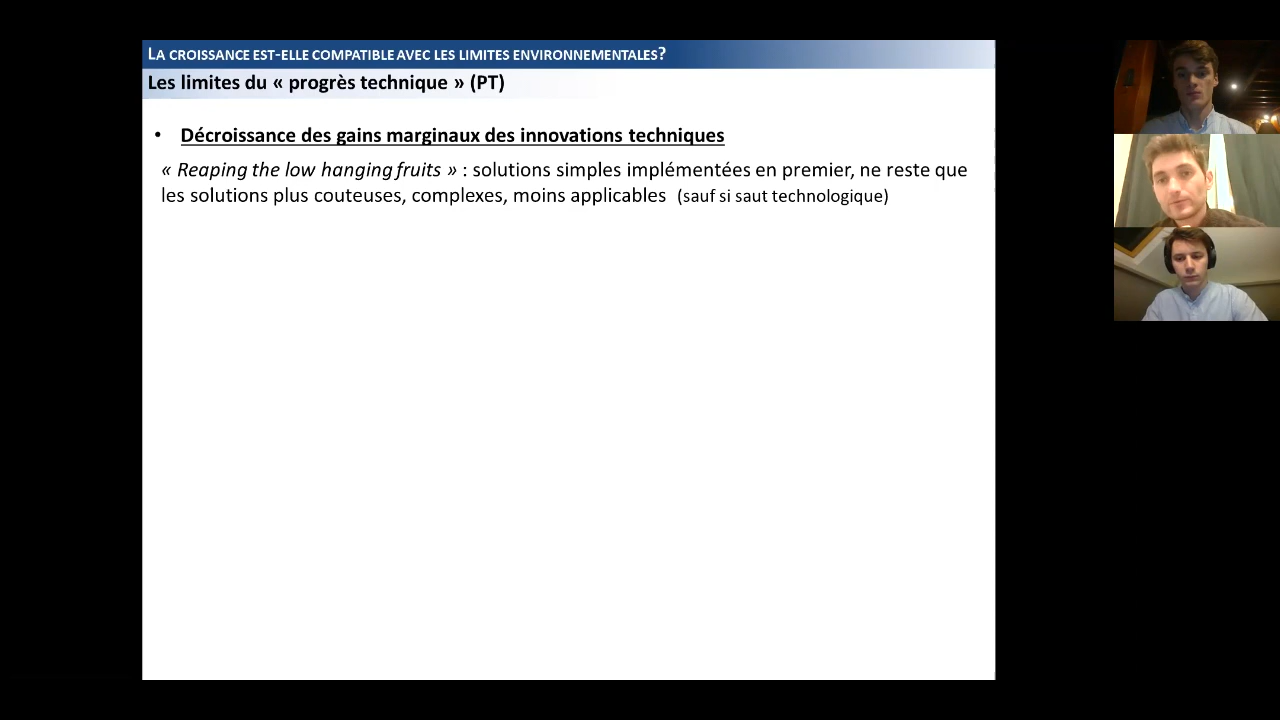 LA CROISSANCE EST-ELLE COMPATIBLE AVEC LES LIMITES ENVIRONNEMENTALES?
Les limites du « progrès technique » (PT)
• Décroissance des gains marginaux des innovations techniques
« Reaping the low hanging fruits » : solutions simples implémentées en premier, ne reste que
les solutions plus couteuses, complexes, moins applicables (sauf si saut technologique)